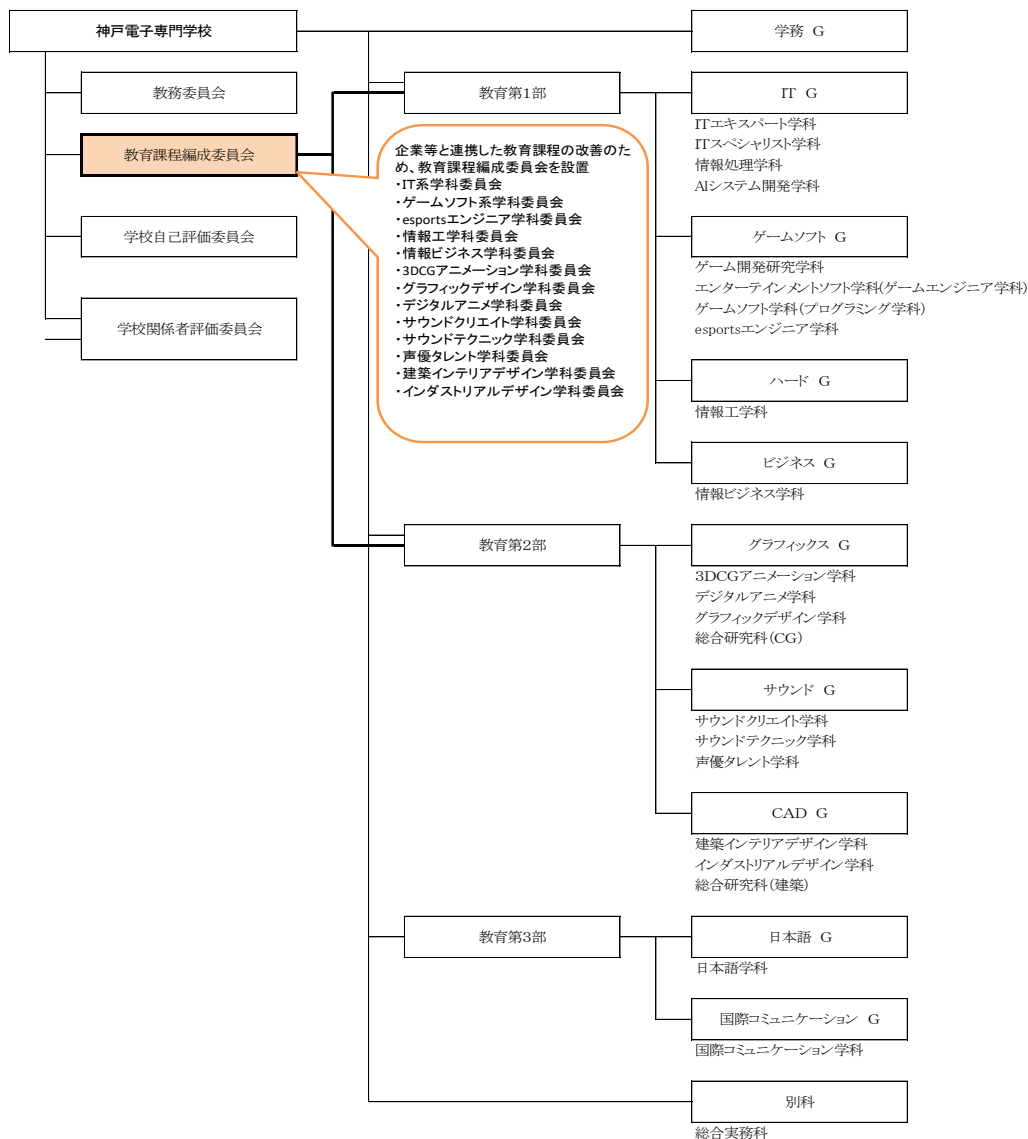 神戸電子専門学校
学務 G
教務委員会
教育課程編成委員会
学校自己評価委員会
学校関係者評価委員会
企業等と連携した教育課程の改善のた
め、教育課程編成委員会を設置
・IT系学科委員会
・ゲームソフト系学科委員会
・esportsエンジニア学科委員会
・情報工学科委員会
・情報ビジネス学科委員会
・3DCGアニメーション学科委員会
・グラフィックデザイン学科委員会
・デジタルアニメ学科委員会
・サウンドクリエイト学科委員会
・サウンドテクニック学科委員会
・声優タレント学科委員会
・建築インテリアデザイン学科委員会
・インダストリアルデザイン学科委員会
教育第1部
IT G
ITエキスパート学科
ITスペシャリスト学科
情報処理学科
AIシステム開発学科
ゲームソフト G
ゲーム開発研究学科
エンターテインメントソフト学科(ゲームエンジニア学科)
ゲームソフト学科(プログラミング学科)
esportsエンジニア学科
ハード G
情報工学科
ビジネス G
情報ビジネス学科
教育第2部
グラフィックス G
3DCGアニメーション学科
デジタルアニメ学科
グラフィックデザイン学科
総合研究科(CG)
サウンド G
サウンドクリエイト学科
サウンドテクニック学科
声優タレント学科
CAD G
建築インテリアデザイン学科
インダストリアルデザイン学科
総合研究科(建築)
教育第3部
日本語 G
日本語学科
国際コミュニケーション G
国際コミュニケーション学科
別科
総合実務科